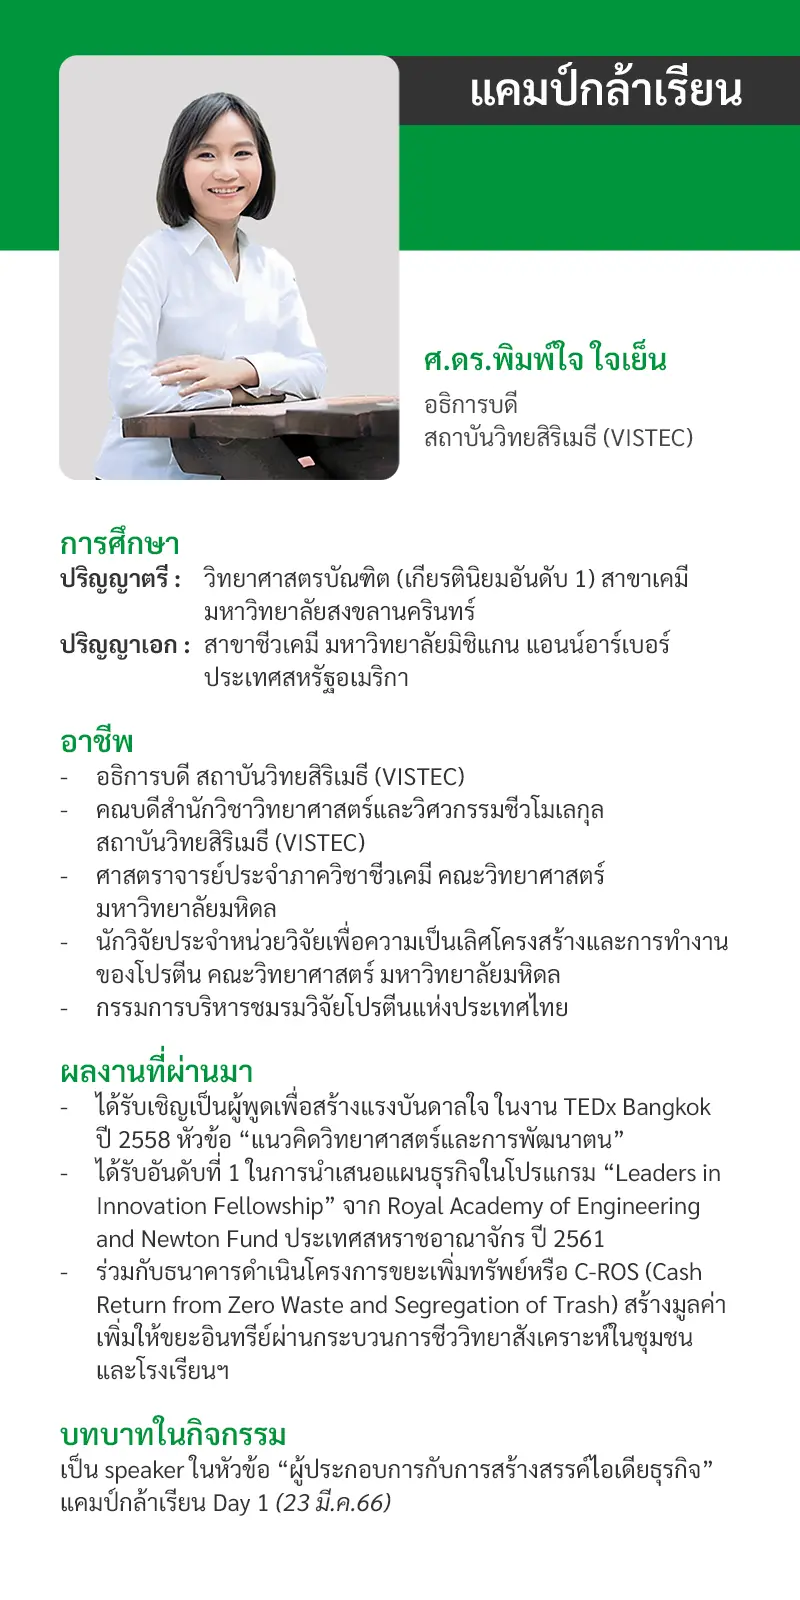 แคมป์กล้าเรียน
ศ.ดร.พิมพ์ใจ ใจเย็น
อธิการบดี
สถาบันวิทยสิริเมธี (VISTEC)
การศึกษา
ปริญญาตรี : วิทยาศาสตรบัณฑิต (เกียรตินิยมอันดับ 1) สาขาเคมี
มหาวิทยาลัยสงขลานครินทร์
ปริญญาเอก : สาขาชีวเคมี มหาวิทยาลัยมิชิแกน แอนน์อาร์เบอร์
ประเทศสหรัฐอเมริกา
อาชีพ
- อธิการบดี สถาบันวิทยสิริเมธี (VISTEC)
- คณบดีสำนักวิชาวิทยาศาสตร์และวิศวกรรมชีวโมเลกุล
สถาบันวิทยสิริเมธี (VISTEC)
- ศาสตราจารย์ประจำภาควิชาชีวเคมี คณะวิทยาศาสตร์
มหาวิทยาลัยมหิดล
- นักวิจัยประจำหน่วยวิจัยเพื่อความเป็นเลิศโครงสร้างและการทำงาน
ของโปรตีน คณะวิทยาศาสตร์ มหาวิทยาลัยมหิดล
- กรรมการบริหารชมรมวิจัยโปรตีนแห่งประเทศไทย
ผลงานที่ผ่านมา
- ได้รับเชิญเป็นผู้พูดเพื่อสร้างแรงบันดาลใจ ในงาน TEDx Bangkok
ปี 2558 หัวข้อ “แนวคิดวิทยาศาสตร์และการพัฒนาตน”
- ได้รับอันดับที่ 1 ในการนำเสนอแผนธุรกิจในโปรแกรม “Leaders in
Innovation Fellowship” จาก Royal Academy of Engineering
and Newton Fund ประเทศสหราชอาณาจักร ปี 2561
- ร่วมกับธนาคารดำเนินโครงการขยะเพิ่มทรัพย์หรือ C-ROS (Cash
Return from Zero Waste and Segregation of Trash) สร้างมูลค่า
เพิ่มให้ขยะอินทรีย์ผ่านกระบวนการชีววิทยาสังเคราะห์ในชุมชน
และโรงเรียนฯ
บทบาทในกิจกรรม
เป็น speaker ในหัวข้อ “ผู้ประกอบการกับการสร้างสรรค์ไอเดียธุรกิจ”
แคมป์กล้าเรียน Day 1 (23 มี.ค.66)